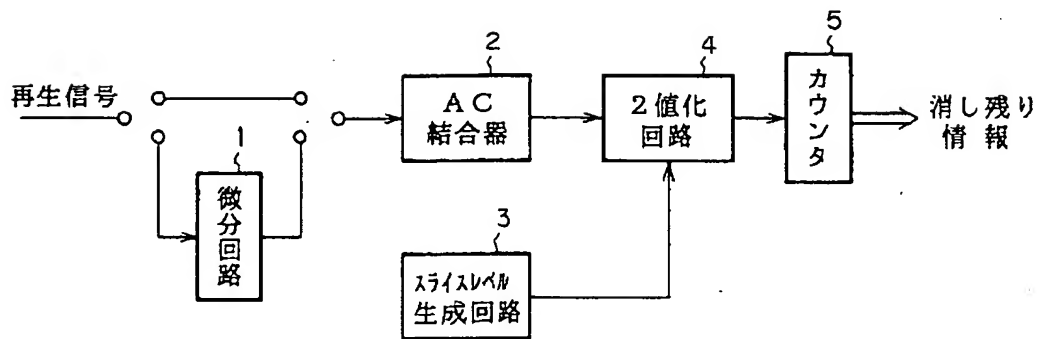 再生信号
1
微分回路
2
AC
結合器
3
スライスレベル
生成回路
4
2値化
回路
5
カウンタ
消し残り
情報